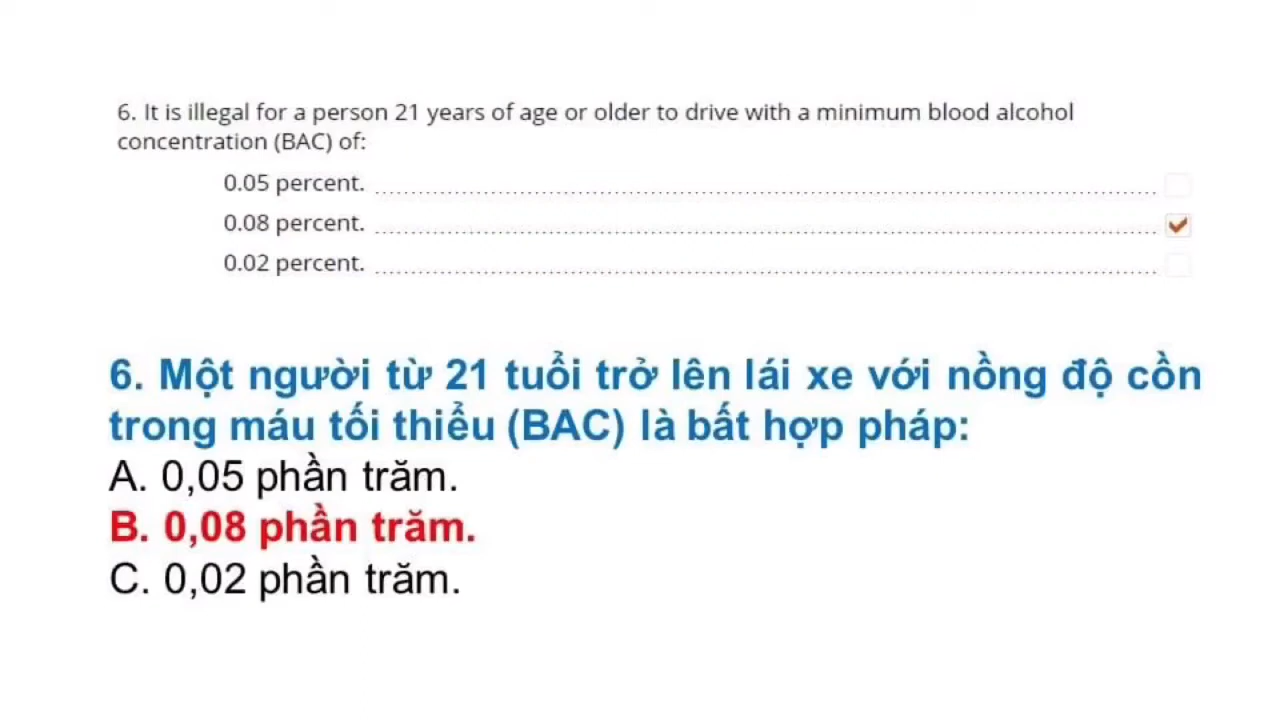 6. It is illegal for a person 21 years of age or older to drive with a minimum blood alcohol
concentration (BAC) of:
0.05 percent.
0.08 percent.
0.02 percent.
6. Một người từ 21 tuổi trở lên lái xe với nồng độ cồn
trong máu tối thiểu (BAC) là bất hợp pháp:
A. 0,05 phần trăm.
B. 0,08 phần trăm.
C. 0,02 phần trăm.